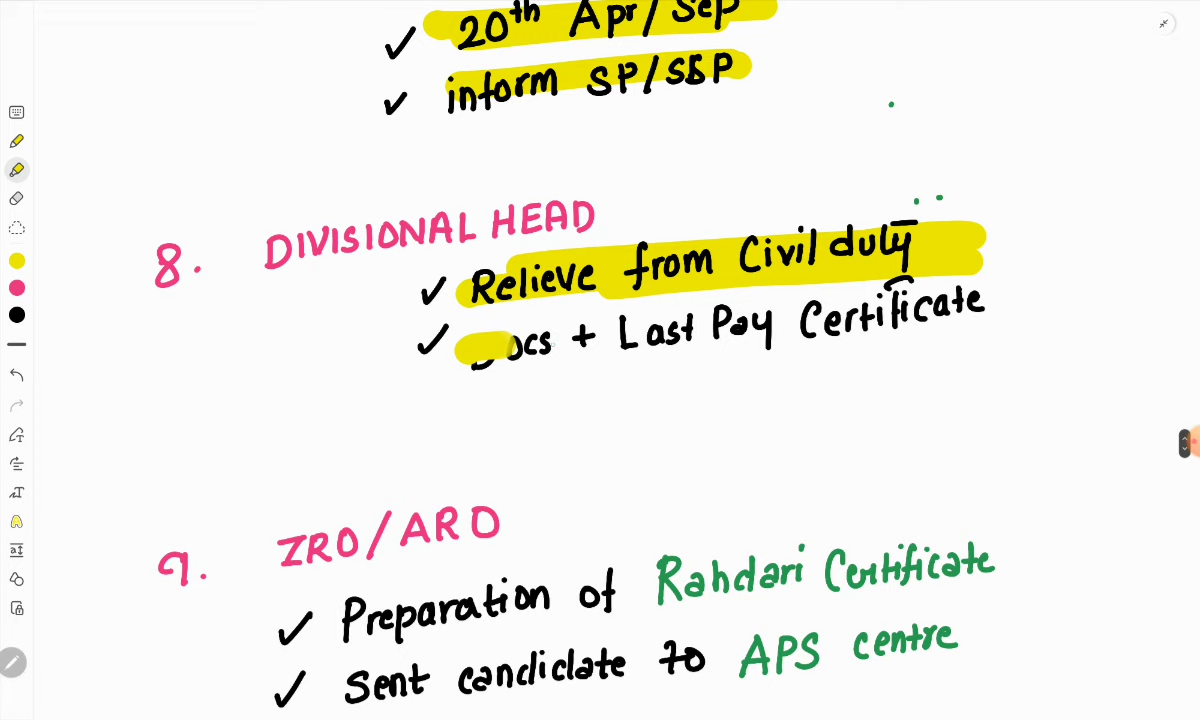 ✓ 20th Apr/Sep
✓ inform SP/SSP
8. DIVISIONAL HEAD
✓ Relieve from Civil duty
✓ Docs + Last Pay Certificate
9. ZRO/ARO
✓ Preparation of Rahdari Certificate
✓ Sent candidate to APS centre